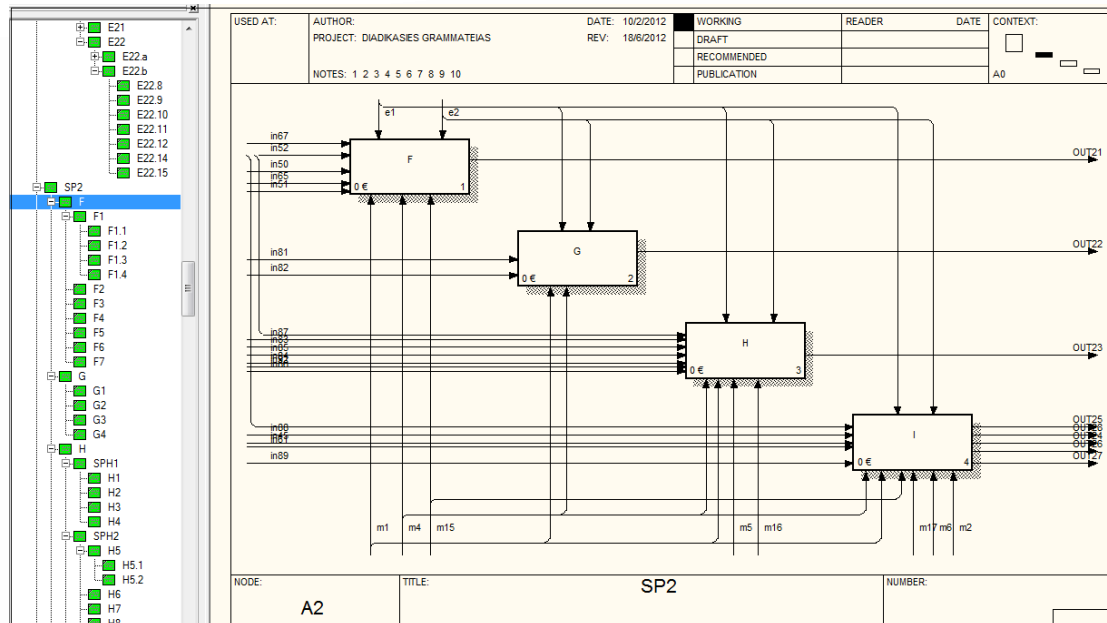 E21
E22
E22.a
E22.b
E22.8
E22.9
E22.10
E22.11
E22.12
E22.14
E22.15
SP2
F
F1
F1.1
F1.2
F1.3
F1.4
F2
F3
F4
F5
F6
F7
G
G1
G2
G3
G4
H
SPH1
H1
H2
H3
H4
SPH2
H5
H5.1
H5.2
H6
H7
H8
USED AT:
AUTHOR:
DATE: 10/2/2012
PROJECT: DIADIKASIES GRAMMATEIAS
REV: 18/6/2012
NOTES: 1 2 3 4 5 6 7 8 9 10
WORKING
DRAFT
RECOMMENDED
PUBLICATION
READER DATE
CONTEXT:
A0
e1 e2
in67
in52
in50
in65
in51
F
0 € 1
OUT21
in81
in82
G
0 € 2
OUT22
in87
in83
in85
H
0 € 3
OUT23
in45
in89
I
0 € 4
OUT25
OUT27
m1 m4 m15 m5 m16 m17 m6 m2
NODE:
A2
TITLE:
SP2
NUMBER: